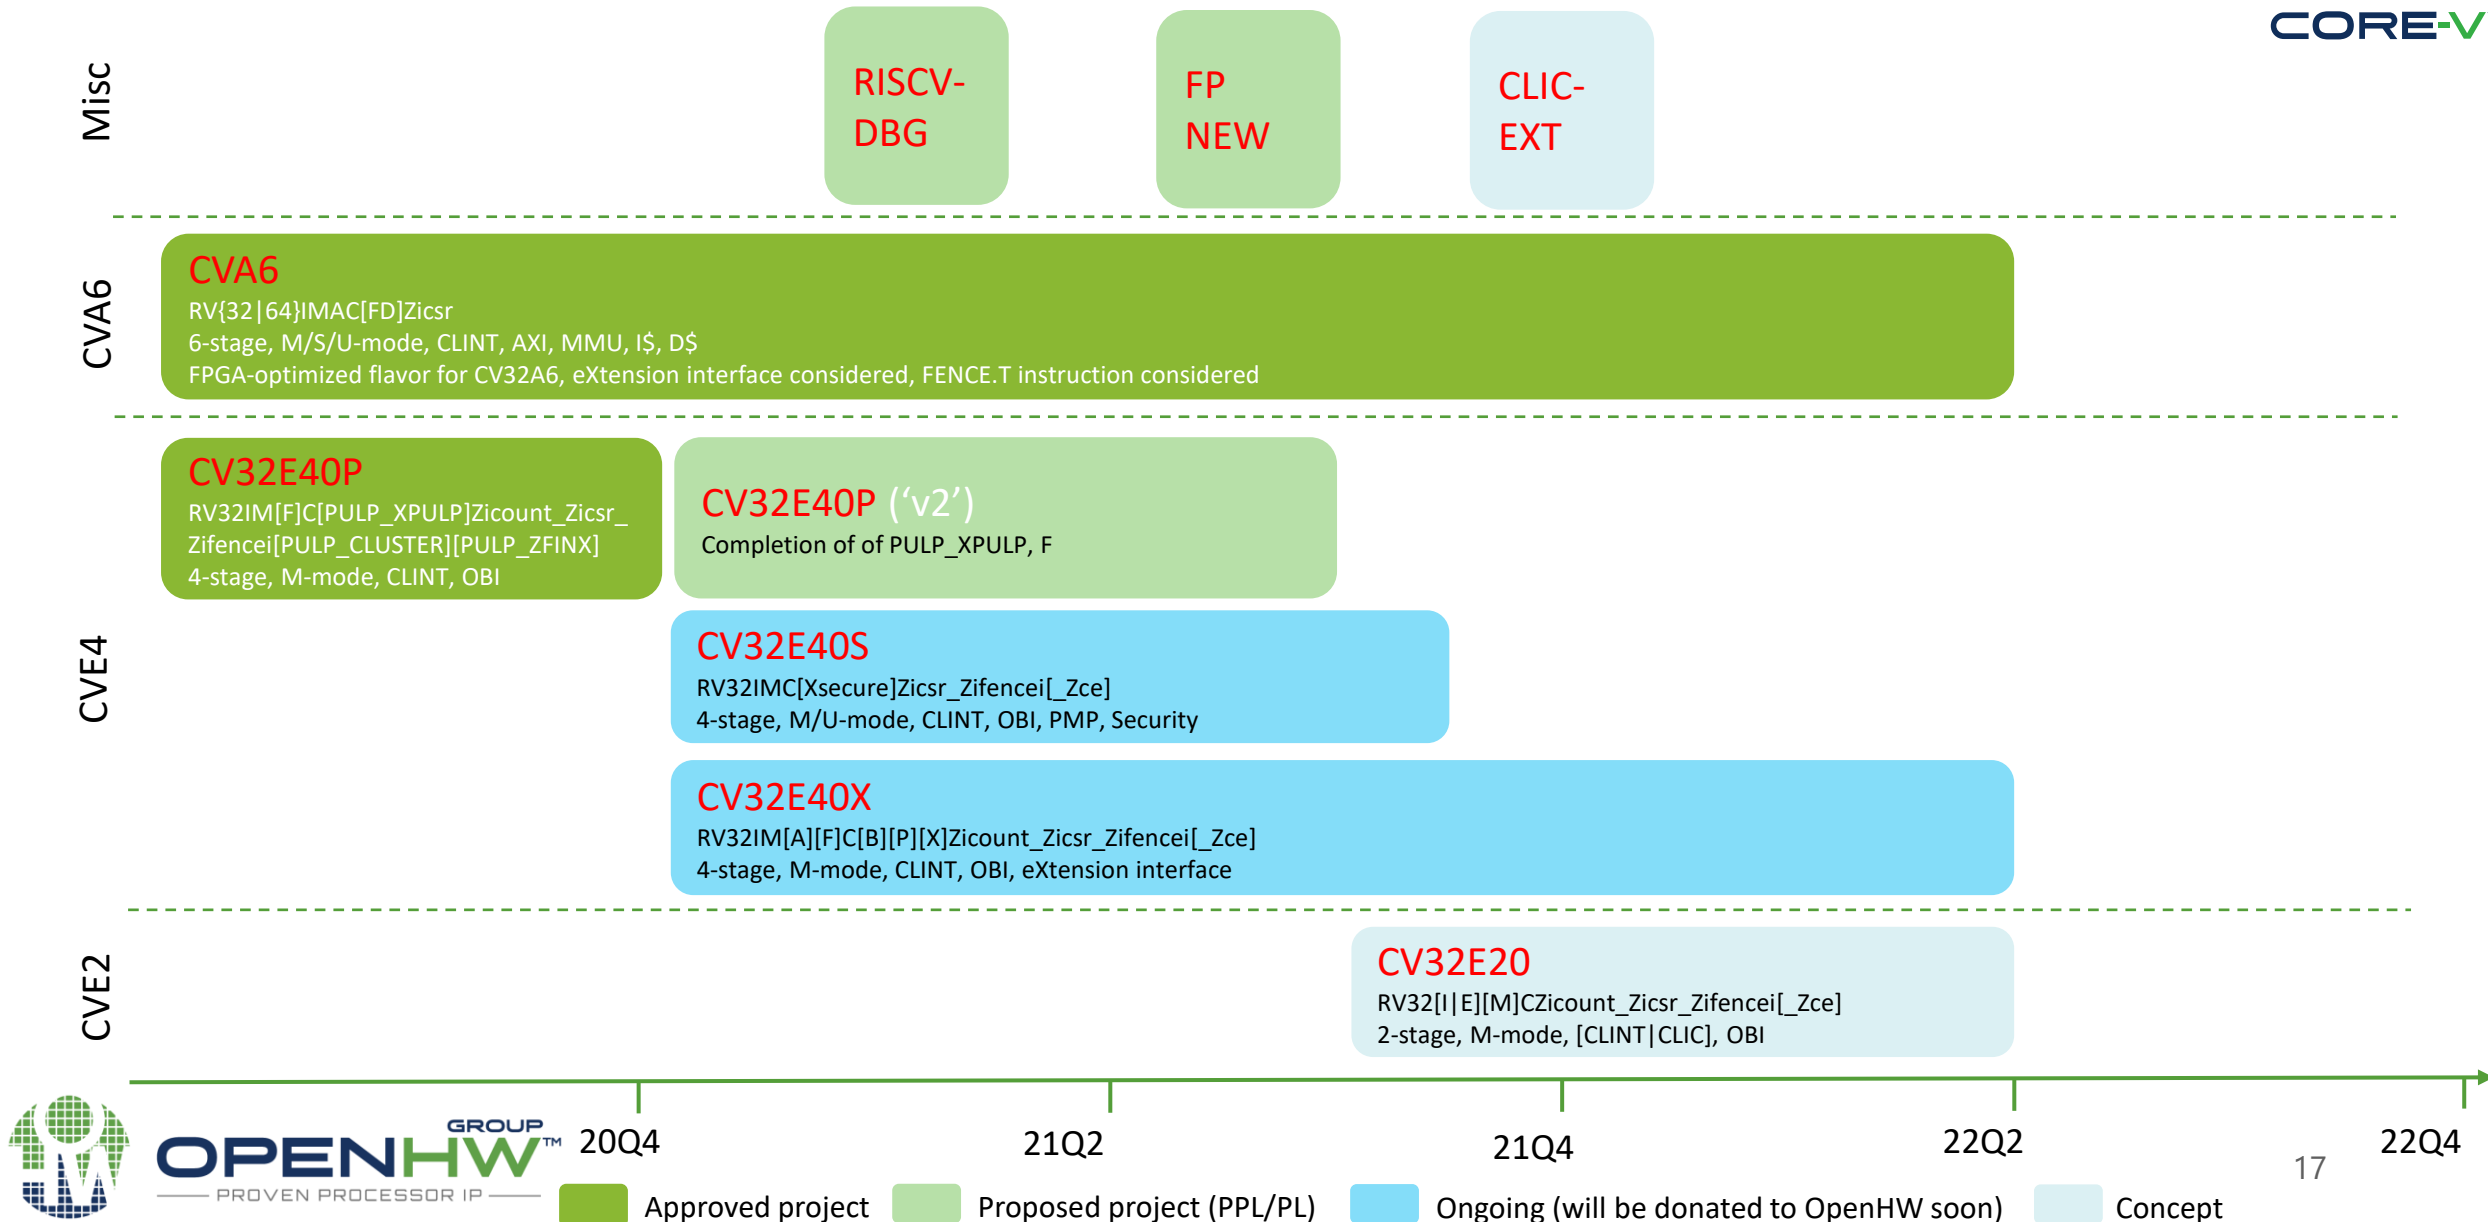 CORE-V
Misc
RISCV-
DBG
FP
NEW
CLIC-
EXT
CVA6
CVA6
RV{32|64}IMAC[FD]Zicsr
6-stage, M/S/U-mode, CLINT, AXI, MMU, I$, D$
FPGA-optimized flavor for CV32A6, eXtension interface considered, FENCE.T instruction considered
CVE4
CV32E40P
RV32IM[F]C[PULP_XPULP]Zicount_Zicsr_
Zifencei[PULP_CLUSTER][PULP_ZFINX]
4-stage, M-mode, CLINT, OBI
CV32E40P (‘v2’)
Completion of of PULP_XPULP, F
CV32E40S
RV32IMC[Xsecure]Zicsr_Zifencei[_Zce]
4-stage, M/U-mode, CLINT, OBI, PMP, Security
CV32E40X
RV32IM[A][F]C[B][P][X]Zicount_Zicsr_Zifencei[_Zce]
4-stage, M-mode, CLINT, OBI, eXtension interface
CVE2
CV32E20
RV32[I|E][M]CZicount_Zicsr_Zifencei[_Zce]
2-stage, M-mode, [CLINT|CLIC], OBI
20Q4
21Q2
21Q4
22Q2
22Q4
OPENHW GROUP™
PROVEN PROCESSOR IP
17
Approved project
Proposed project (PPL/PL)
Ongoing (will be donated to OpenHW soon)
Concept